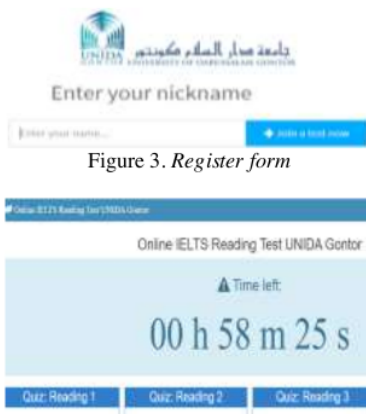 UNIDA
GONTOR
جامعة دار السلام كونتور
UNIVERSITY OF DARUSSALAM GONTOR
Enter your nickname
Enter your name...
Join a test now
Figure 3. Register form
Online IELTS Reading Test UNIDA Gontor
Online IELTS Reading Test UNIDA Gontor
Time left:
00 h 58 m 25 s
Quiz: Reading 1 Quiz: Reading 2 Quiz: Reading 3